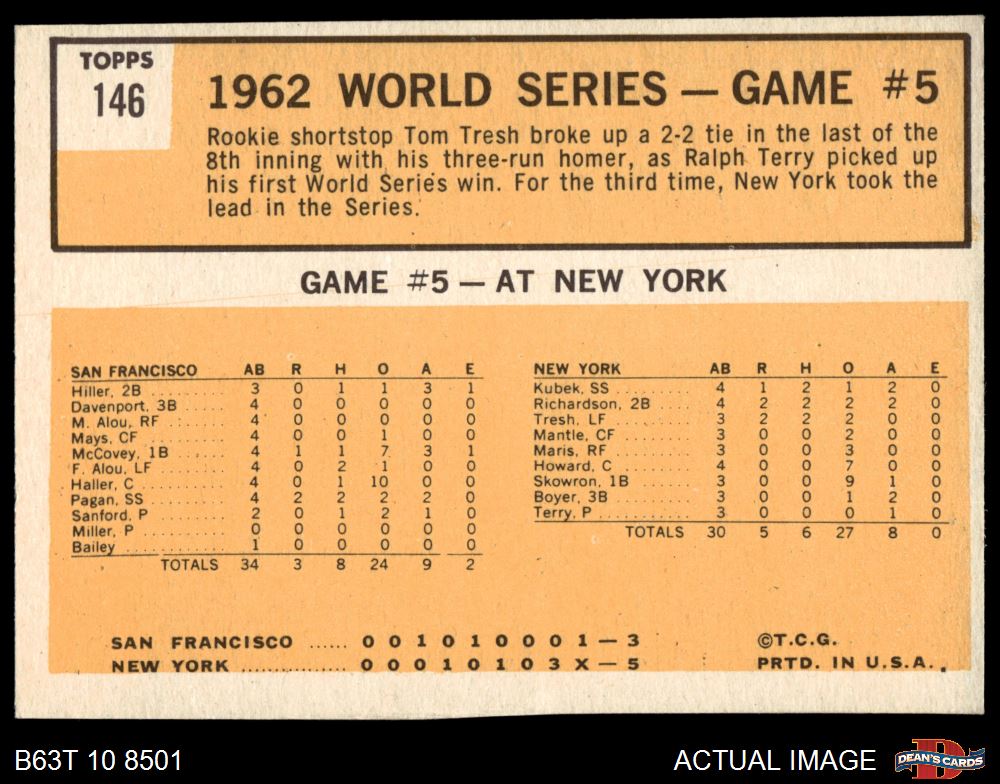 TOPPS
146
1962 WORLD SERIES — GAME #5
Rookie shortstop Tom Tresh broke up a 2-2 tie in the last of the
8th inning with his three-run homer, as Ralph Terry picked up
his first World Series win. For the third time, New York took the
lead in the Series.
GAME #5 — AT NEW YORK
SAN FRANCISCO AB R H O A E
Hiller, 2B 3 0 1 1 3 1
Davenport, 3B 4 0 0 0 0 0
M. Alou, RF 4 0 0 0 0 0
Mays, CF 4 0 0 1 0 0
McCovey, 1B 4 1 1 7 3 1
F. Alou, LF 4 0 2 1 0 0
Haller, C 4 0 1 10 0 0
Pagan, SS 4 2 2 2 2 0
Sanford, P 2 0 1 2 1 0
Miller, P 0 0 0 0 0 0
Bailey 1 0 0 0 0 0
TOTALS 34 3 8 24 9 2
NEW YORK AB R H O A E
Kubek, SS 4 1 2 1 2 0
Richardson, 2B 4 2 2 2 2 0
Tresh, LF 3 2 2 2 0 0
Mantle, CF 3 0 0 2 0 0
Maris, RF 3 0 0 3 0 0
Howard, C 4 0 0 7 0 0
Skowron, 1B 3 0 0 9 1 0
Boyer, 3B 3 0 0 1 2 0
Terry, P 3 0 0 0 1 0
TOTALS 30 5 6 27 8 0
SAN FRANCISCO ...... 0 0 1 0 1 0 0 0 1 — 3
NEW YORK ................ 0 0 0 1 0 1 0 3 X — 5
©T.C.G.
PRTD. IN U.S.A.
B63T 10 8501
ACTUAL IMAGE
DEAN'S CARDS